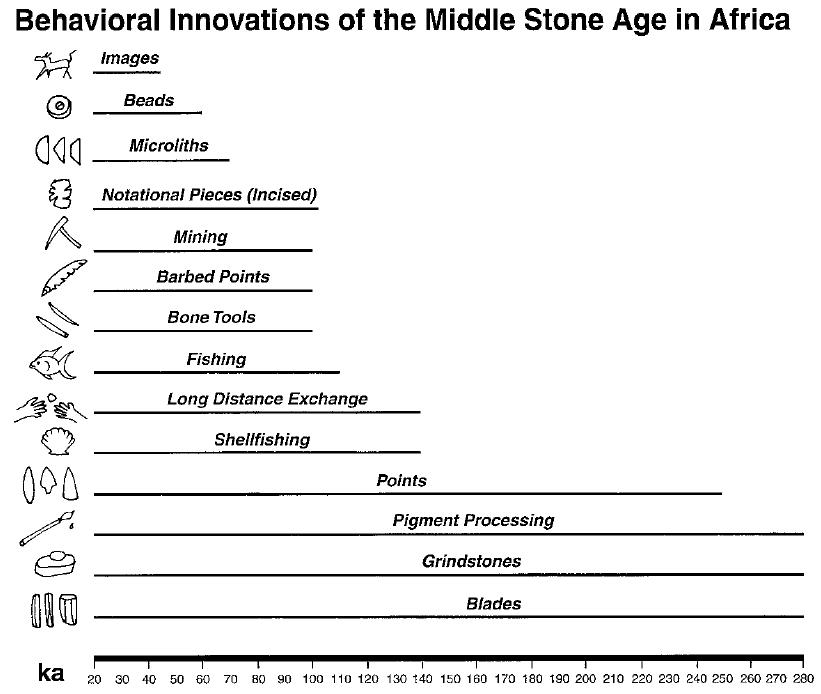 Behavioral Innovations of the Middle Stone Age in Africa
Images
Beads
Microliths
Notational Pieces (Incised)
Mining
Barbed Points
Bone Tools
Fishing
Long Distance Exchange
Shellfishing
Points
Pigment Processing
Grindstones
Blades
ka
20 30 40 50 60 70 80 90 100 110 120 130 140 150 160 170 180 190 200 210 220 230 240 250 260 270 280